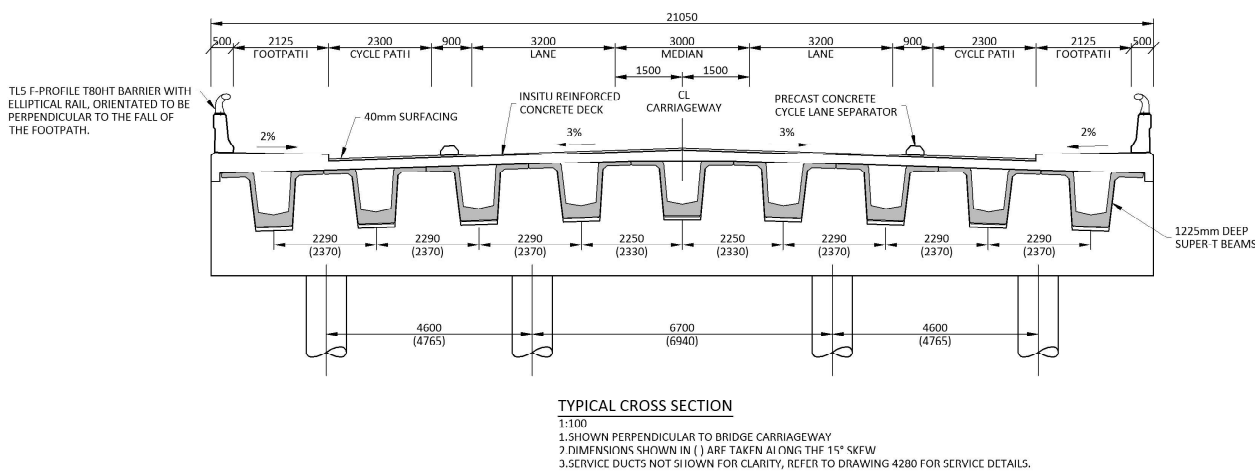 21050
500 2125 2300 900 3200 3000 3200 900 2300 2125 500
FOOTPATH CYCLE PATH LANE MEDIAN LANE CYCLE PATH FOOTPATH
1500 1500
CL
CARRIAGEWAY
TL5 F-PROFILE T80HT BARRIER WITH
ELLIPTICAL RAIL, ORIENTATED TO BE
PERPENDICULAR TO THE FALL OF
THE FOOTPATH.
40mm SURFACING
INSITU REINFORCED
CONCRETE DECK
PRECAST CONCRETE
CYCLE LANE SEPARATOR
2% 3% 3% 2%
2290 2290 2290 2250 2250 2290 2290 2290
(2370) (2370) (2370) (2330) (2330) (2370) (2370) (2370)
1225mm DEEP
SUPER-T BEAMS
4600 6700 4600
(4765) (6940) (4765)
TYPICAL CROSS SECTION
1:100
1.SHOWN PERPENDICULAR TO BRIDGE CARRIAGEWAY
2.DIMENSIONS SHOWN IN ( ) ARE TAKEN ALONG THE 15° SKEW
3.SERVICE DUCTS NOT SHOWN FOR CLARITY, REFER TO DRAWING 4280 FOR SERVICE DETAILS.